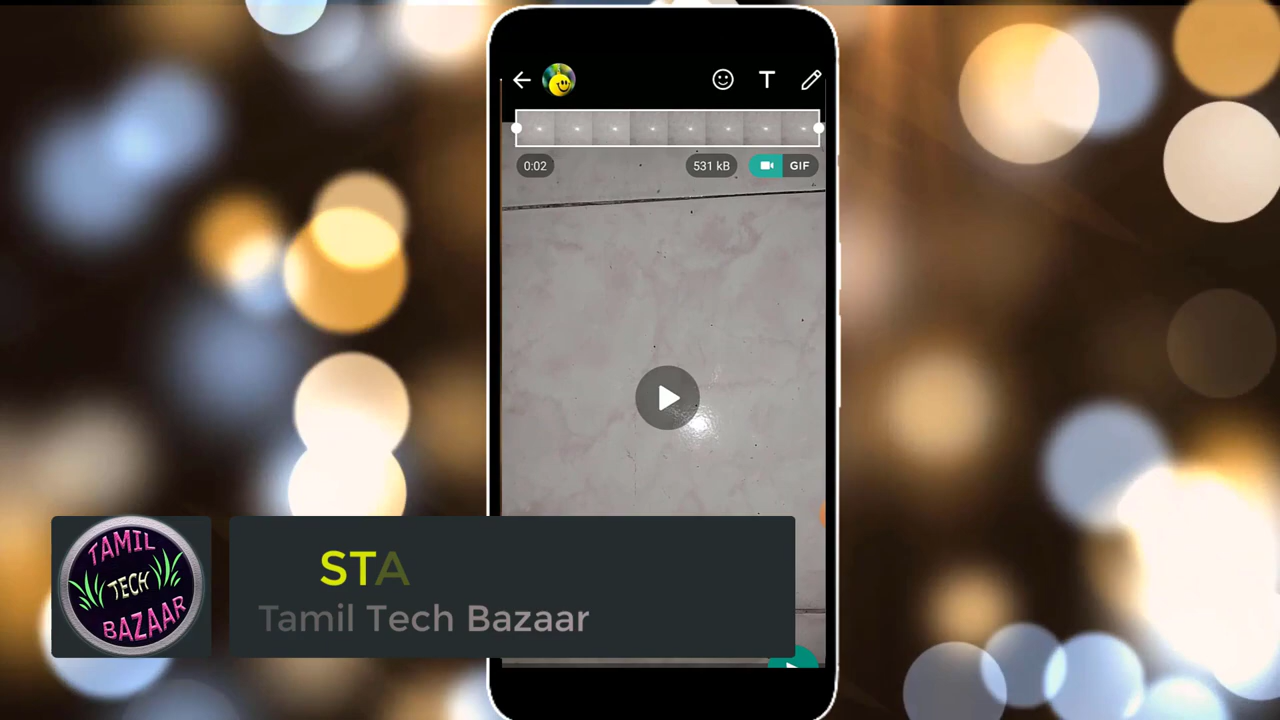 T
0:02
531 kB
GIF
TAMIL
TECH
BAZAAR
STA
Tamil Tech Bazaar